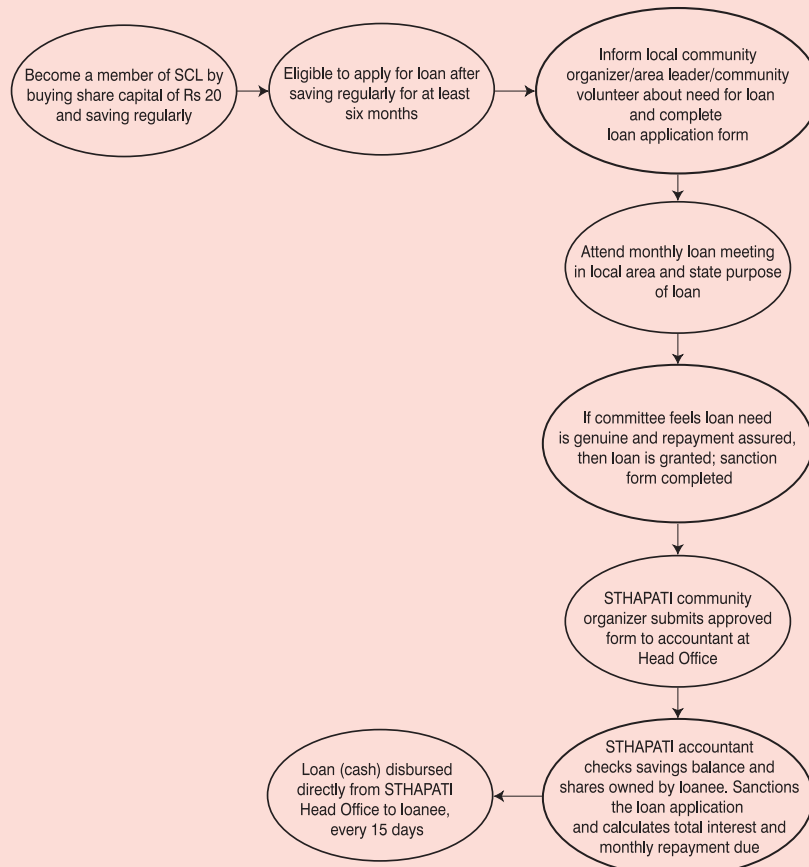 Become a member of SCL by
buying share capital of Rs 20
and saving regularly
Eligible to apply for loan after
saving regularly for at least
six months
Inform local community
organizer/area leader/community
volunteer about need for loan
and complete
loan application form
Attend monthly loan meeting
in local area and state purpose
of loan
If committee feels loan need
is genuine and repayment assured,
then loan is granted; sanction
form completed
STHAPATI community
organizer submits approved
form to accountant at
Head Office
STHAPATI accountant
checks savings balance and
shares owned by loanee. Sanctions
the loan application
and calculates total interest and
monthly repayment due
Loan (cash) disbursed
directly from STHAPATI
Head Office to loanee,
every 15 days